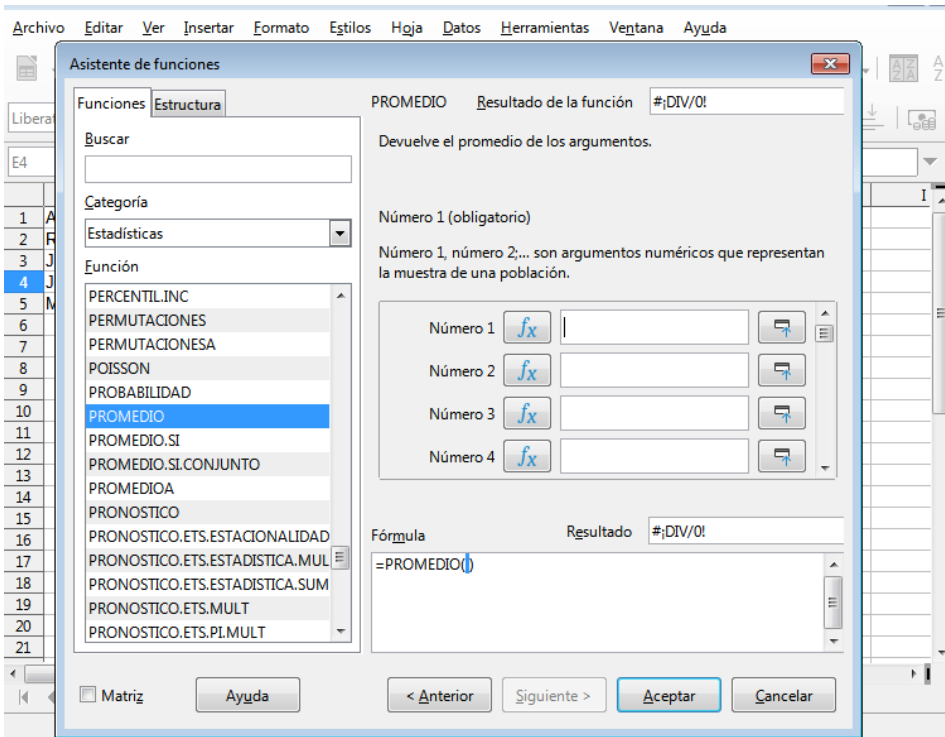 Archivo Editar Ver Insertar Formato Estilos Hoja Datos Herramientas Ventana Ayuda
Asistente de funciones
Funciones Estructura
PROMEDIO Resultado de la función #¡DIV/0!
Buscar
Devuelve el promedio de los argumentos.
E4
Categoría
Estadísticas
Número 1 (obligatorio)
Número 1, número 2;... son argumentos numéricos que representan
la muestra de una población.
Función
PERCENTIL.INC
PERMUTACIONES
PERMUTACIONESA
POISSON
PROBABILIDAD
PROMEDIO
PROMEDIO.SI
PROMEDIO.SI.CONJUNTO
PROMEDIOA
PRONOSTICO
PRONOSTICO.ETS.ESTACIONALIDAD
PRONOSTICO.ETS.ESTADISTICA.MUL
PRONOSTICO.ETS.ESTADISTICA.SUM
PRONOSTICO.ETS.MULT
PRONOSTICO.ETS.PI.MULT
Número 1 fx
Número 2 fx
Número 3 fx
Número 4 fx
Fórmula Resultado #¡DIV/0!
=PROMEDIO()
Matriz Ayuda < Anterior Siguiente > Aceptar Cancelar
I
1 A
2 R
3 J
4 J
5 M
6
7
8
9
10
11
12
13
14
15
16
17
18
19
20
21